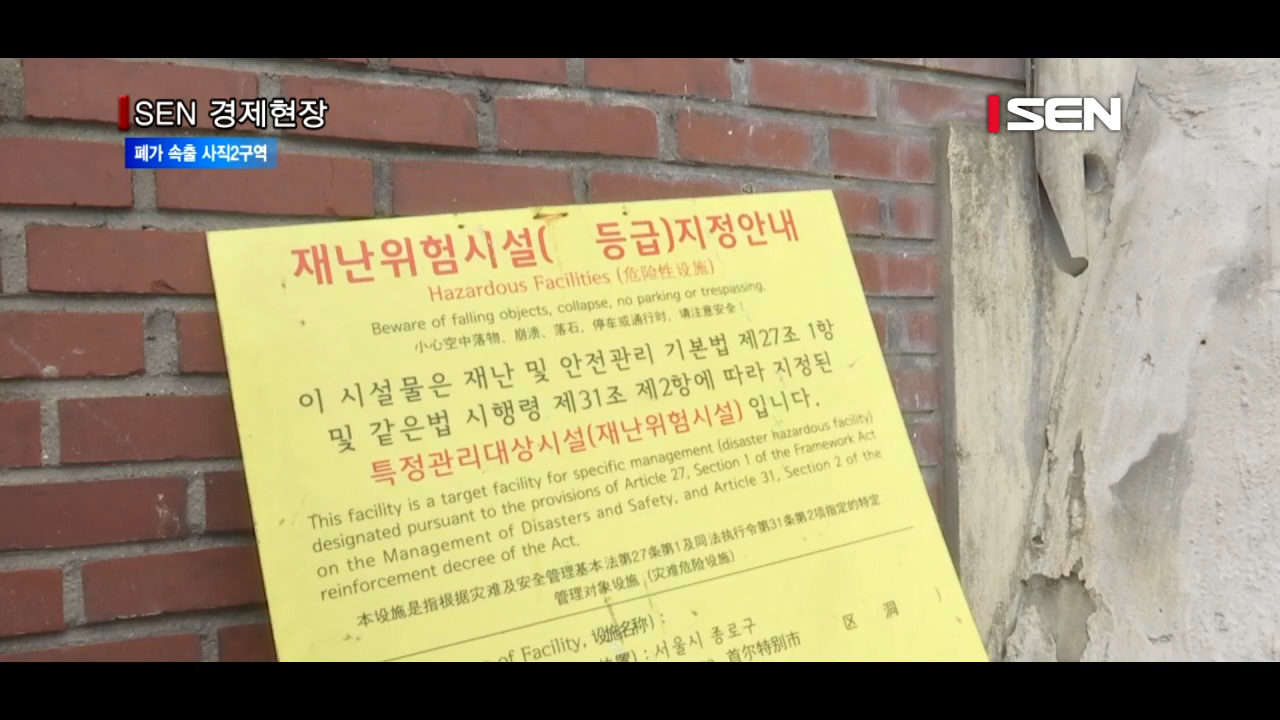 SEN 경제현장
SEN
폐가 속출 사직2구역
재난위험시설( 등급)지정안내
Hazardous Facilities (危险性设施)
Beware of falling objects, collapse, no parking or trespassing.
小心空中落物、崩溃、落石, 停车或通行时, 请注意安全!
이 시설물은 재난 및 안전관리 기본법 제27조 1항
및 같은법 시행령 제31조 제2항에 따라 지정된
특정관리대상시설(재난위험시설) 입니다.
This facility is a target facility for specific management (disaster hazardous facility)
designated pursuant to the provisions of Article 27, Section 1 of the Framework Act
on the Management of Disasters and Safety, and Article 31, Section 2 of the
reinforcement decree of the Act.
本设施是指根据灾难及安全管理基本法第27条第1及同法执行令第31条第2项指定的特定
管理对象设施 (灾难危险设施)
of Facility, 设施名称) :
: 서울시 종로구
首尔特别市 区 洞 )